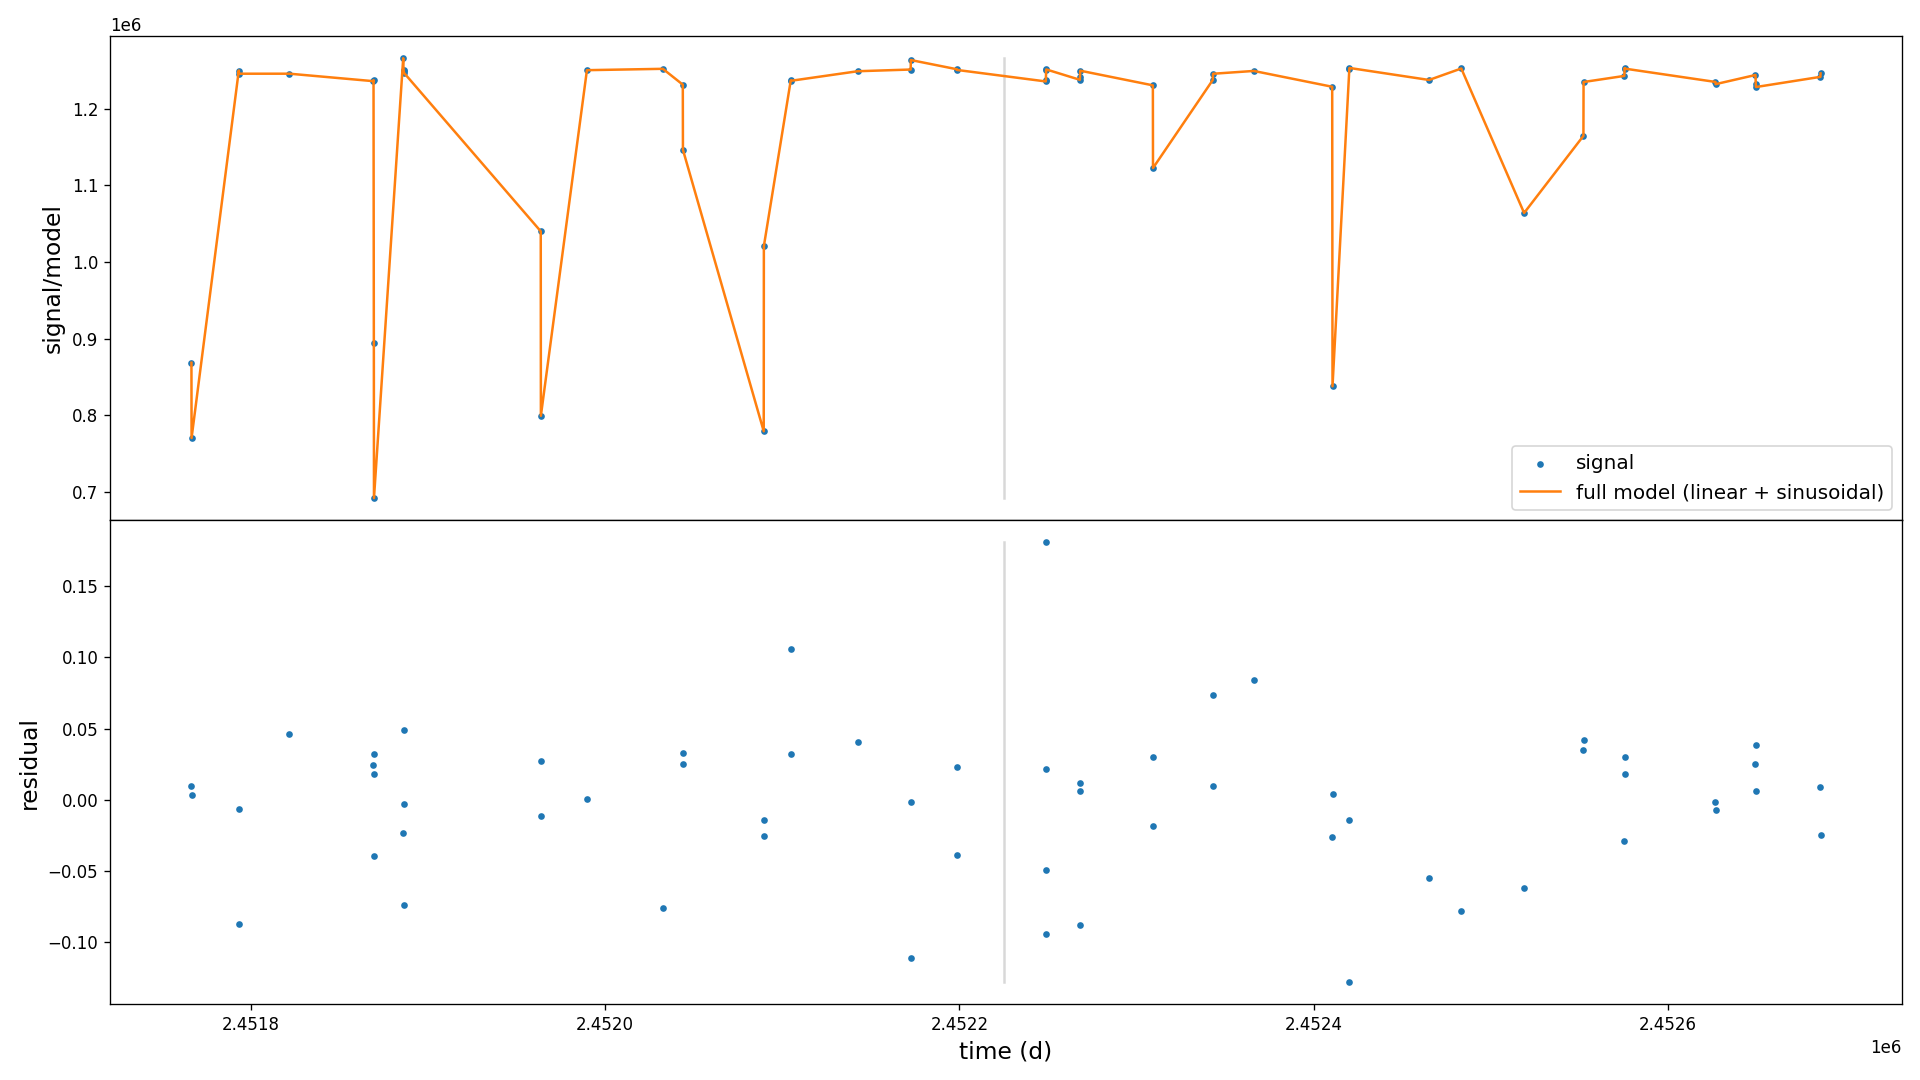 1e6
1.2
1.1
1.0
0.9
0.8
0.7
signal/model
signal
full model (linear + sinusoidal)
0.15
0.10
0.05
0.00
−0.05
−0.10
residual
2.4518
2.4520
2.4522
2.4524
2.4526
time (d)
1e6